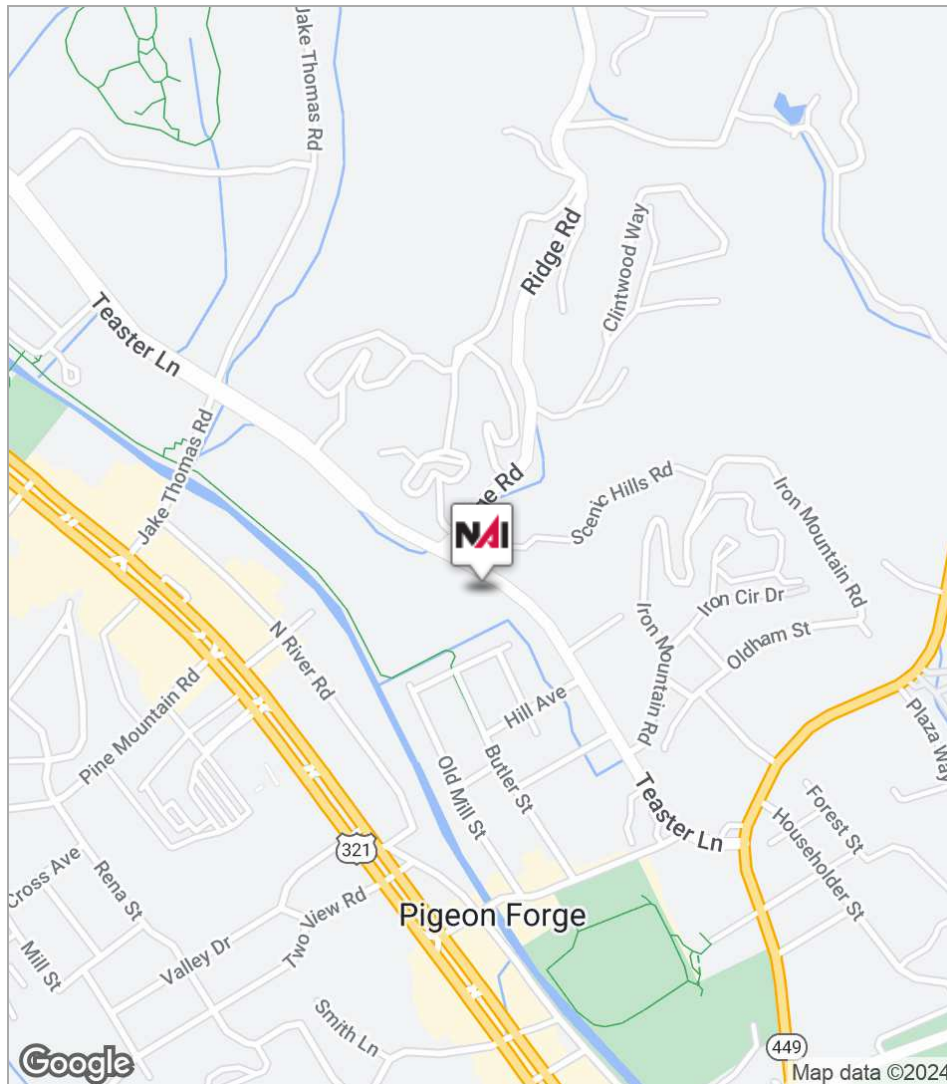 Jake Thomas Rd
Ridge Rd
Clintwood Way
Teaster Ln
Jake Thomas Rd
Scenic Hills Rd
Iron Mountain Rd
NAI
Iron Cir Dr
Iron Mountain Rd
Oldham St
N River Rd
Pine Mountain Rd
Hill Ave
Plaza Way
Old Mill St
Butler St
Teaster Ln
Forest St
Householder St
321
Cross Ave
Rena St
Pigeon Forge
Two View Rd
Valley Dr
Mill St
Smith Ln
449
Google
Map data ©2024